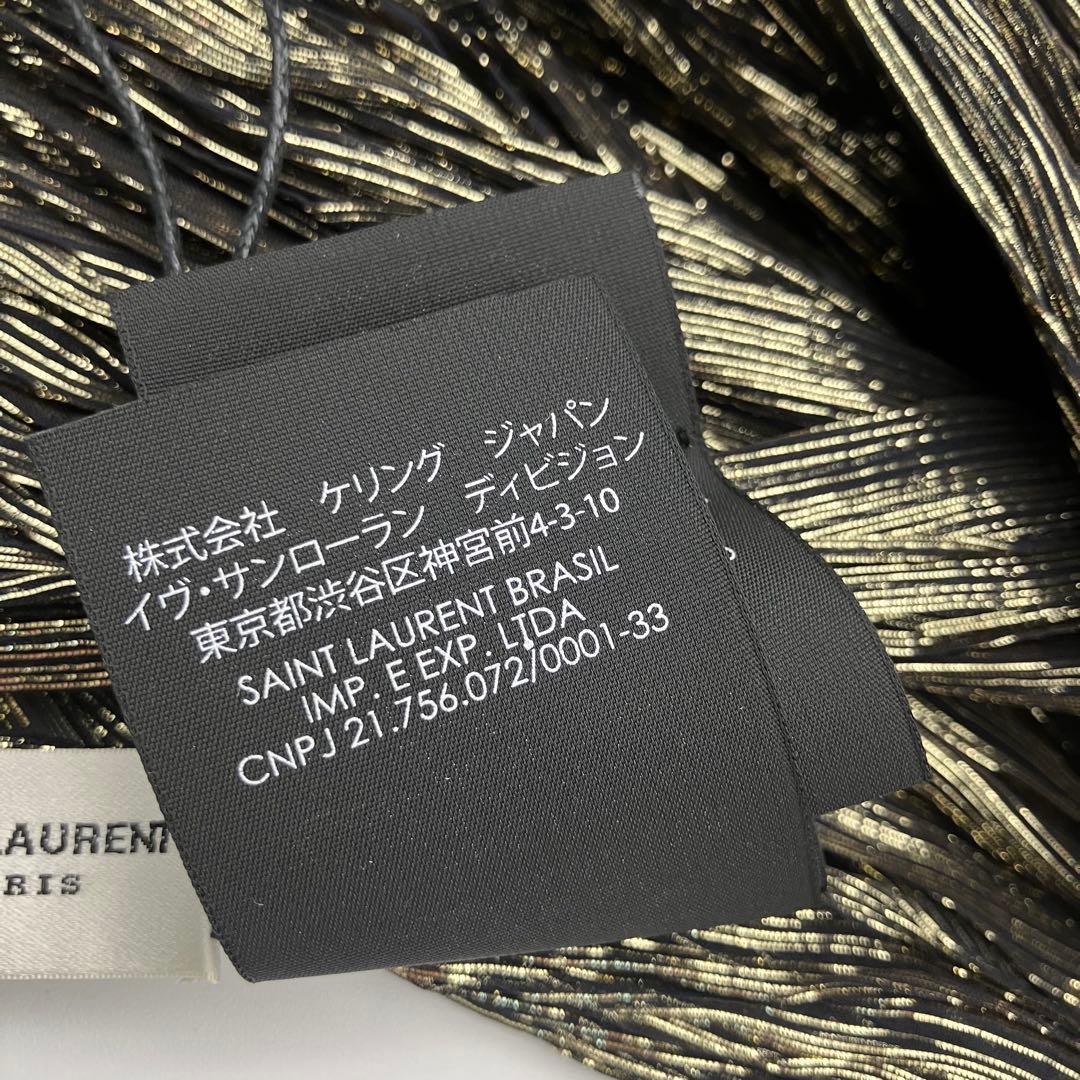 株式会社 ケリング ジャパン
イヴ・サンローラン ディビジョン
東京都渋谷区神宮前4-3-10
SAINT LAURENT BRASIL
IMP. E EXP. LTDA
CNPJ 21.756.072/0001-33
LAURENT
RIS